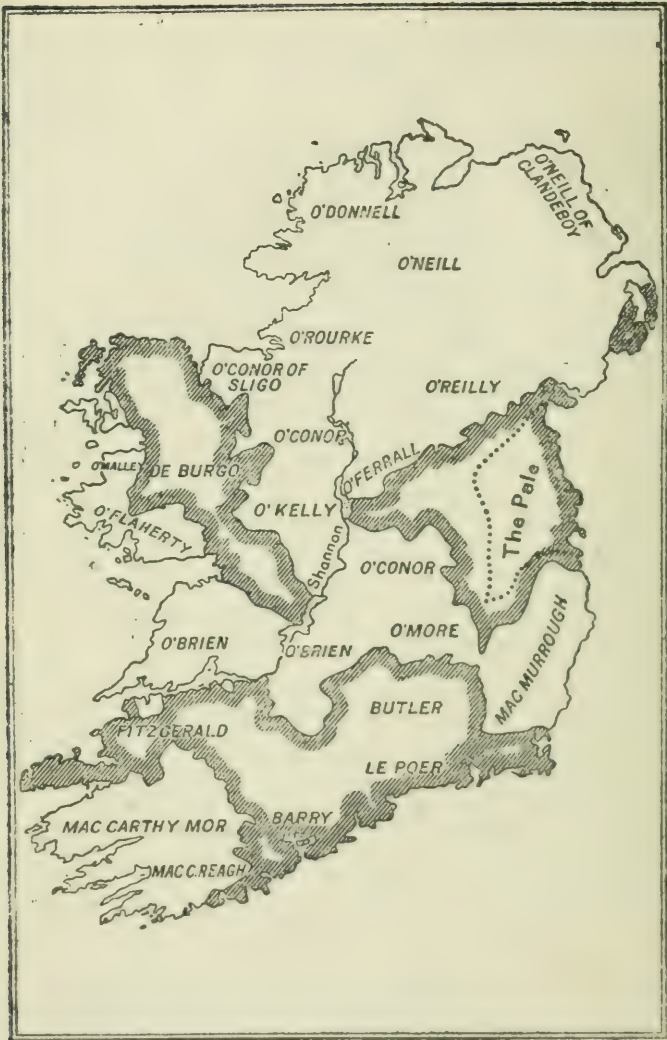 O'NEILL OF
CLANDEBOY
O'DONNELL
O'NEILL
O'ROURKE
O'CONOR OF
SLIGO
O'REILLY
O'CONOR
O'FERRALL
O'MALLEY
DE BURGO
O'KELLY
The Pale
O'FLAHERTY
Shannon
O'CONOR
O'BRIEN
O'BRIEN
O'MORE
MAC MURROUGH
BUTLER
FITZGERALD
LE POER
BARRY
MAC CARTHY MOR
MAC C. REAGH